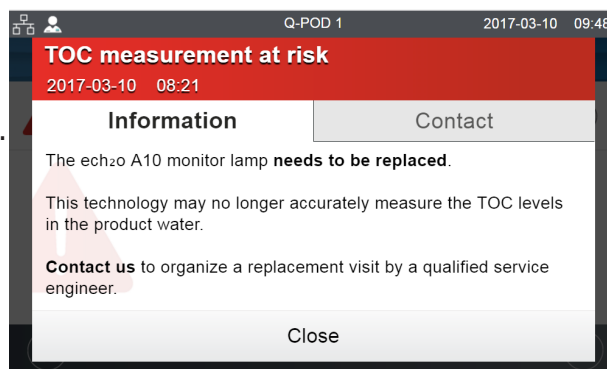 Q-POD 1 2017-03-10 09:48
TOC measurement at risk
2017-03-10 08:21
Information Contact
The ech₂o A10 monitor lamp needs to be replaced.
This technology may no longer accurately measure the TOC levels
in the product water.
Contact us to organize a replacement visit by a qualified service
engineer.
Close